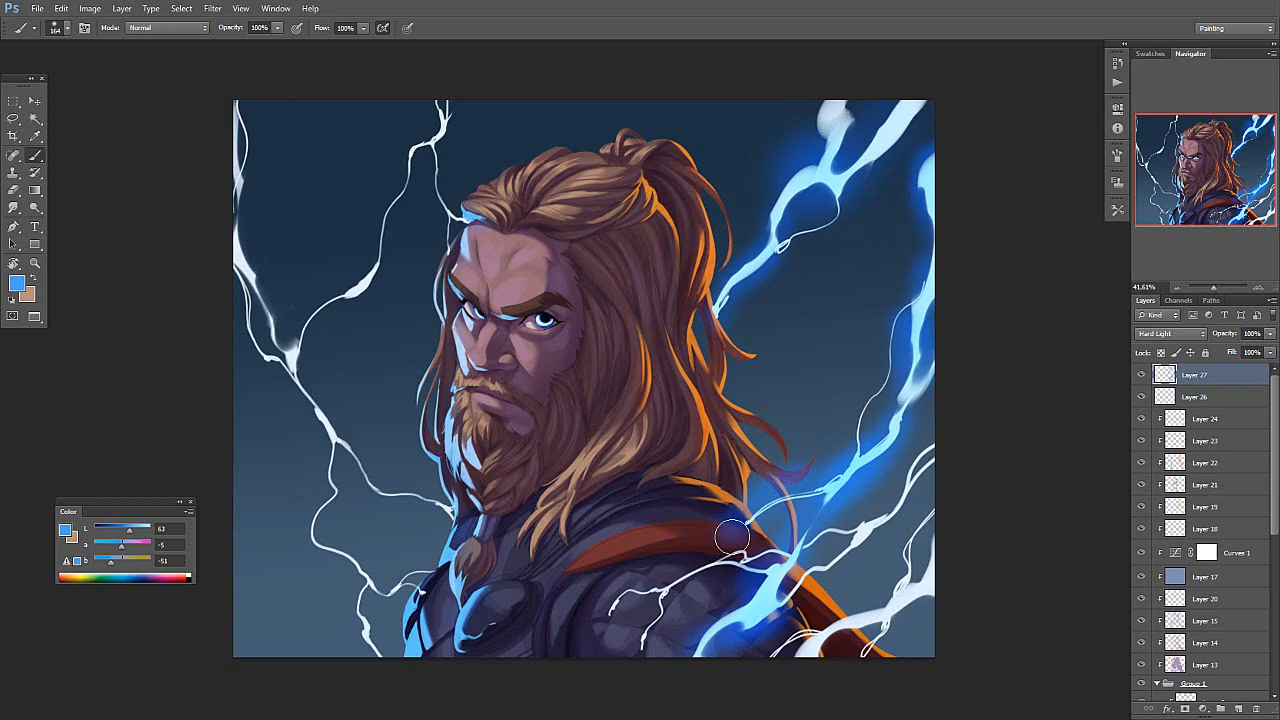 Ps File Edit Image Layer Type Select Filter View Window Help
164 Mode: Normal Opacity: 100% Flow: 100% Painting
Swatches Navigator
41,61%
Layers Channels Paths
Kind
Hard Light Opacity: 100%
Lock: Fill: 100%
Layer 27
Layer 26
Layer 24
Layer 23
Layer 22
Layer 21
Layer 19
Layer 18
Curves 1
Layer 17
Layer 20
Layer 15
Layer 14
Layer 13
Group 1
Color
L 63
a -5
b -51